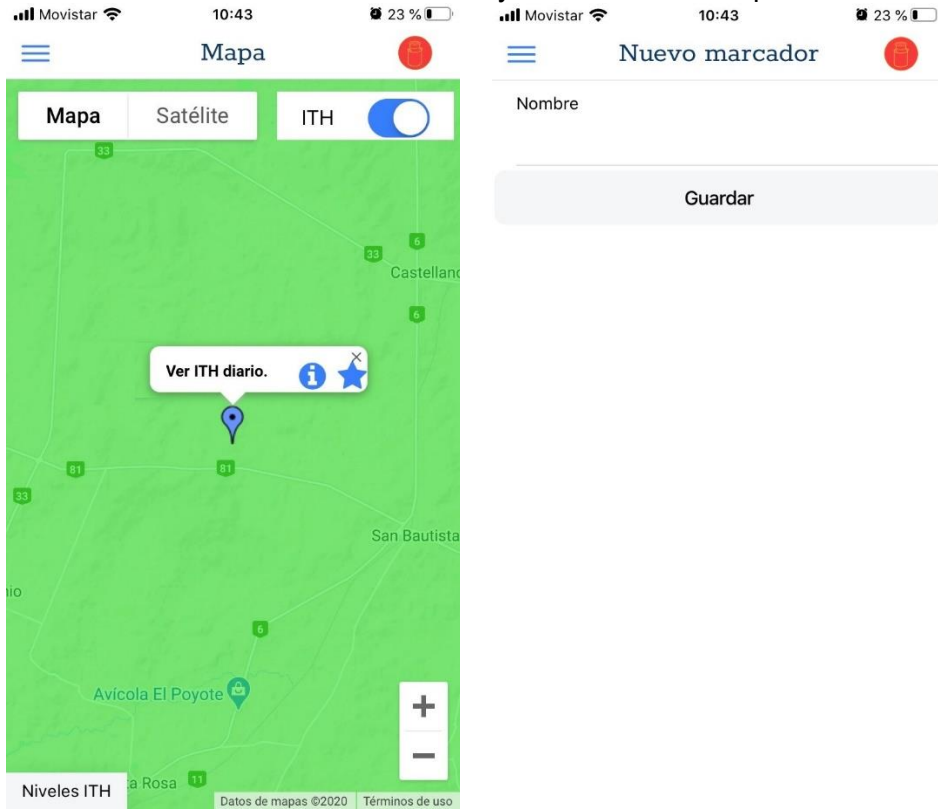 Movistar 10:43 23 %
Mapa
Mapa Satélite ITH
33
6
33
Castellano
6
Ver ITH diario.
81
81
33
San Bautista
nio
6
Avícola El Poyote
+
−
a Rosa 11
Niveles ITH
Datos de mapas ©2020 Términos de uso
Movistar 10:43 23 %
Nuevo marcador
Nombre
Guardar